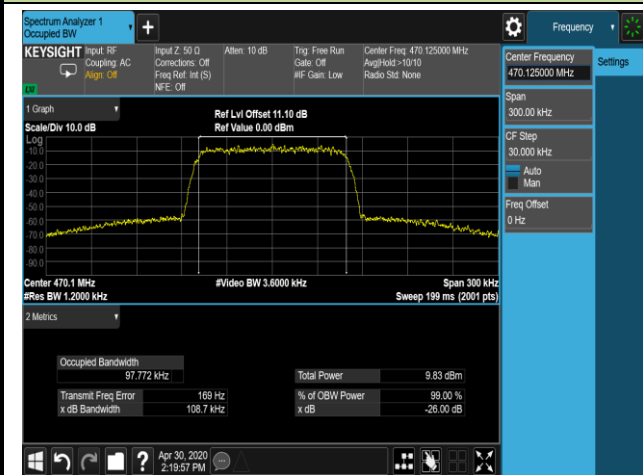 Spectrum Analyzer 1
Occupied BW
+
Frequency
KEYSIGHT
Input: RF
Coupling: AC
Align: Off
Input Z: 50 Ω
Corrections: Off
Freq Ref: Int (S)
NFE: Off
Atten: 10 dB
Trig: Free Run
Gate: Off
#IF Gain: Low
Center Freq: 470.125000 MHz
Avg|Hold:>10/10
Radio Std: None
LXI
Center Frequency
470.125000 MHz
Settings
Span
300.00 kHz
CF Step
30.000 kHz
Auto
Man
Freq Offset
0 Hz
1 Graph
Scale/Div 10.0 dB
Ref Lvl Offset 11.10 dB
Ref Value 0.00 dBm
Log
-10.0
-20.0
-30.0
-40.0
-50.0
-60.0
-70.0
-80.0
-90.0
Center 470.1 MHz
#Video BW 3.6000 kHz
Span 300 kHz
#Res BW 1.2000 kHz
Sweep 199 ms (2001 pts)
2 Metrics
Occupied Bandwidth
97.772 kHz
Total Power 9.83 dBm
Transmit Freq Error 169 Hz
% of OBW Power 99.00 %
x dB Bandwidth 108.7 kHz
x dB -26.00 dB
?
Apr 30, 2020
2:19:57 PM